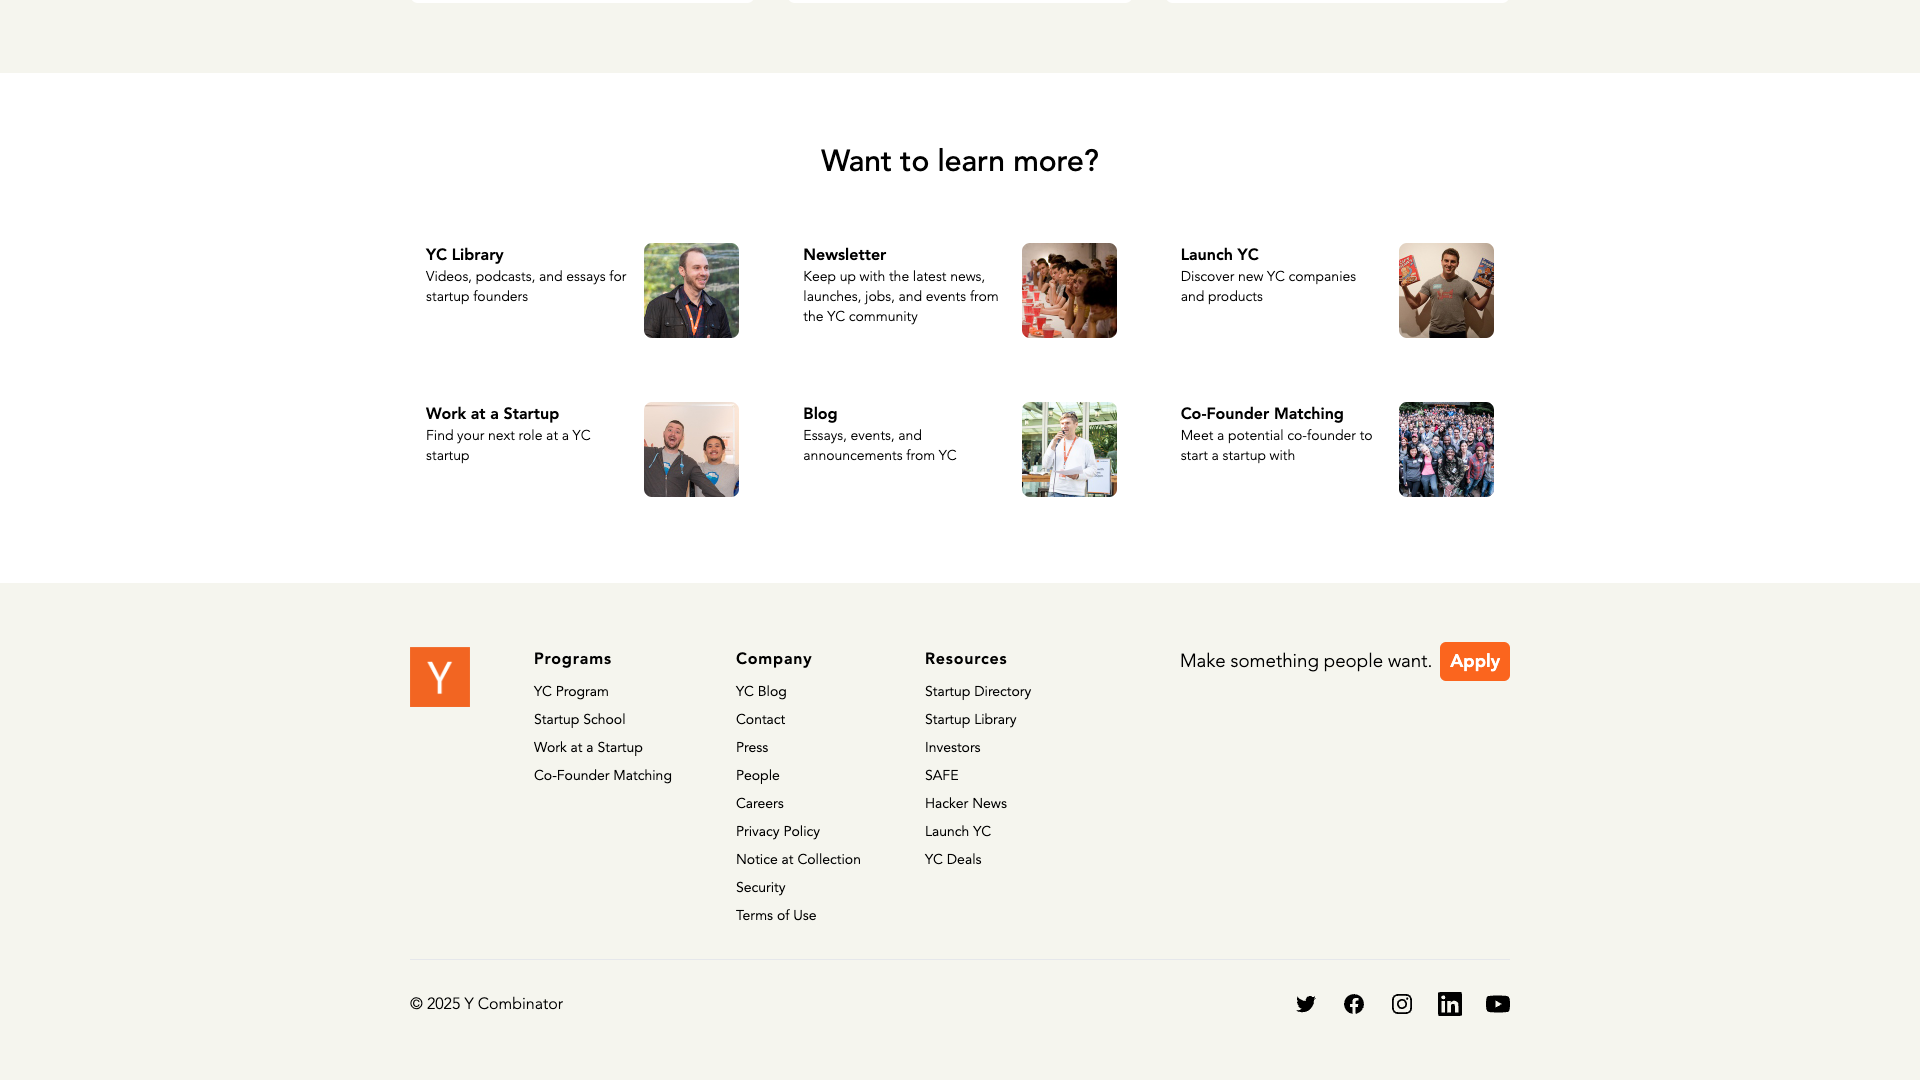 Want to learn more?
YC Library
Videos, podcasts, and essays for
startup founders
Newsletter
Keep up with the latest news,
launches, jobs, and events from
the YC community
Launch YC
Discover new YC companies
and products
Work at a Startup
Find your next role at a YC
startup
Blog
Essays, events, and
announcements from YC
Co-Founder Matching
Meet a potential co-founder to
start a startup with
Y
Programs
YC Program
Startup School
Work at a Startup
Co-Founder Matching
Company
YC Blog
Contact
Press
People
Careers
Privacy Policy
Notice at Collection
Security
Terms of Use
Resources
Startup Directory
Startup Library
Investors
SAFE
Hacker News
Launch YC
YC Deals
Make something people want. Apply
© 2025 Y Combinator